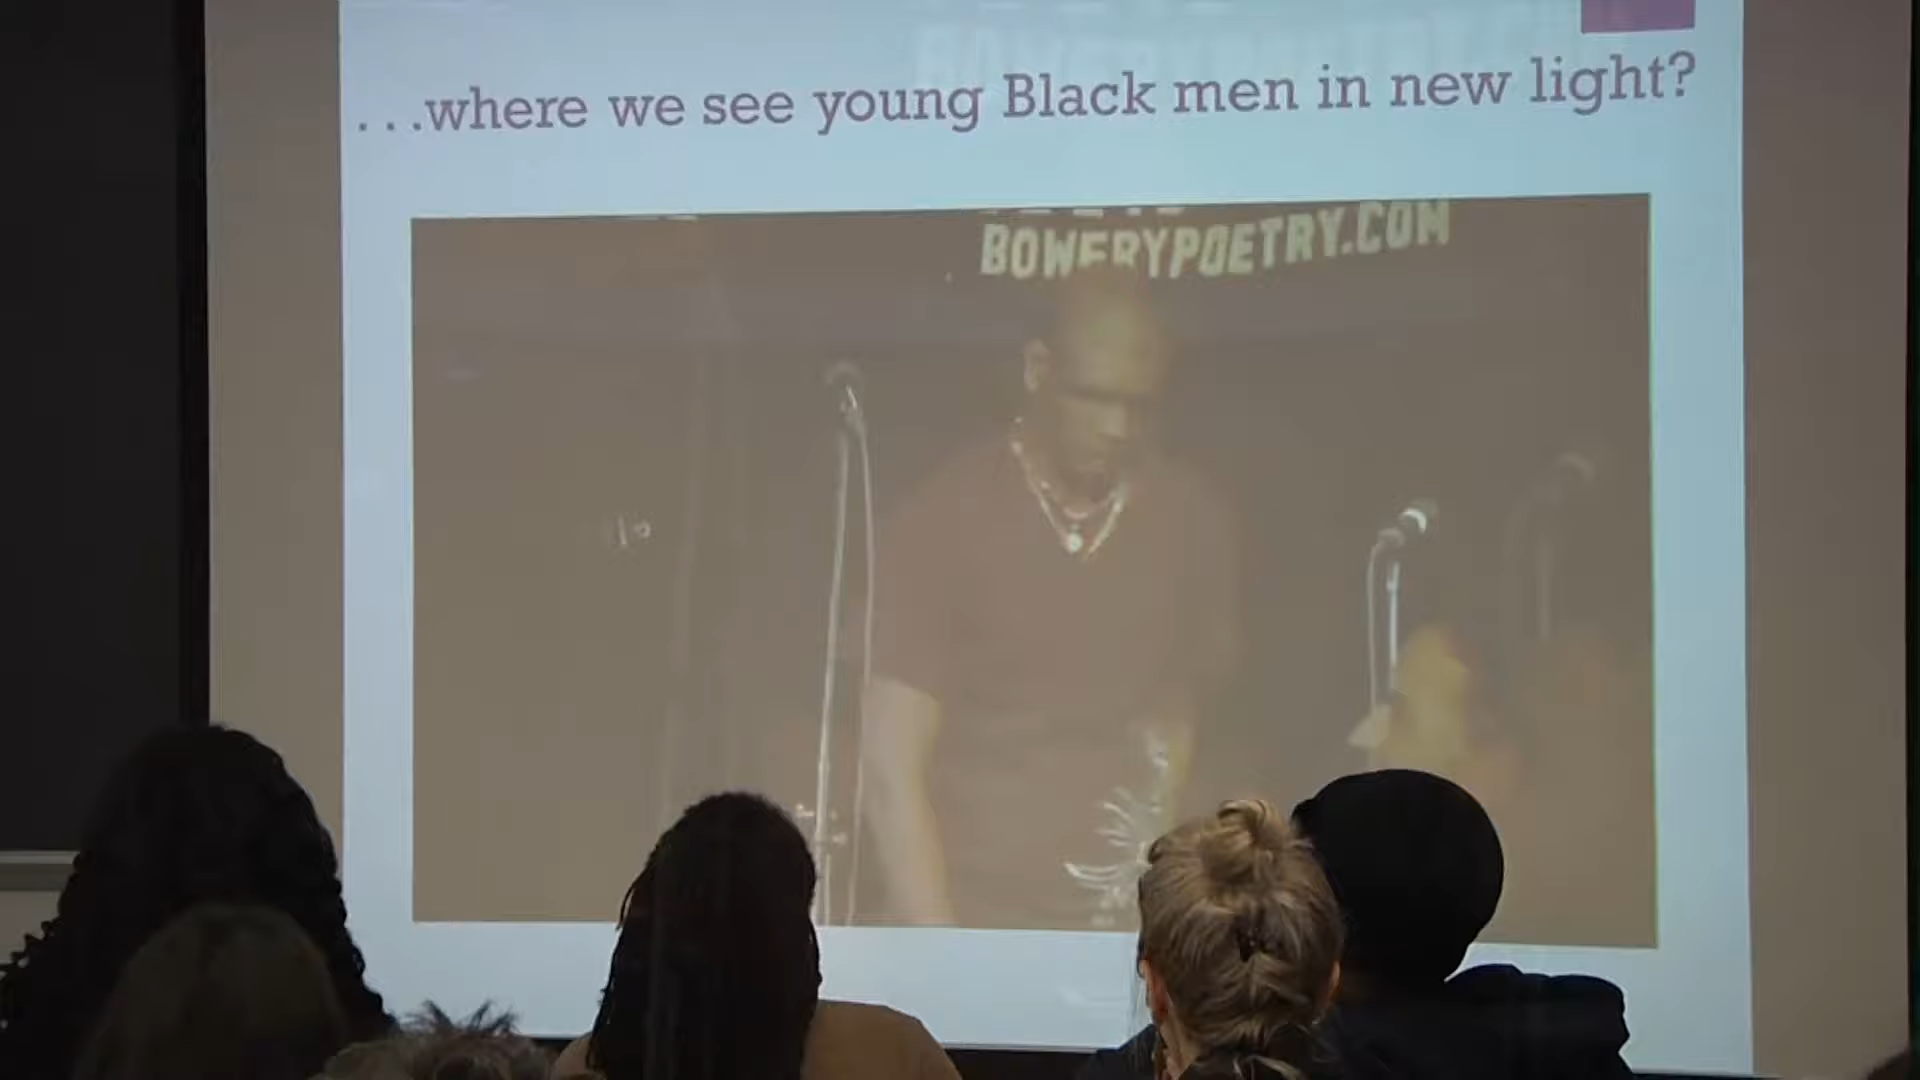 ...where we see young Black men in new light?
BOWERYPOETRY.COM